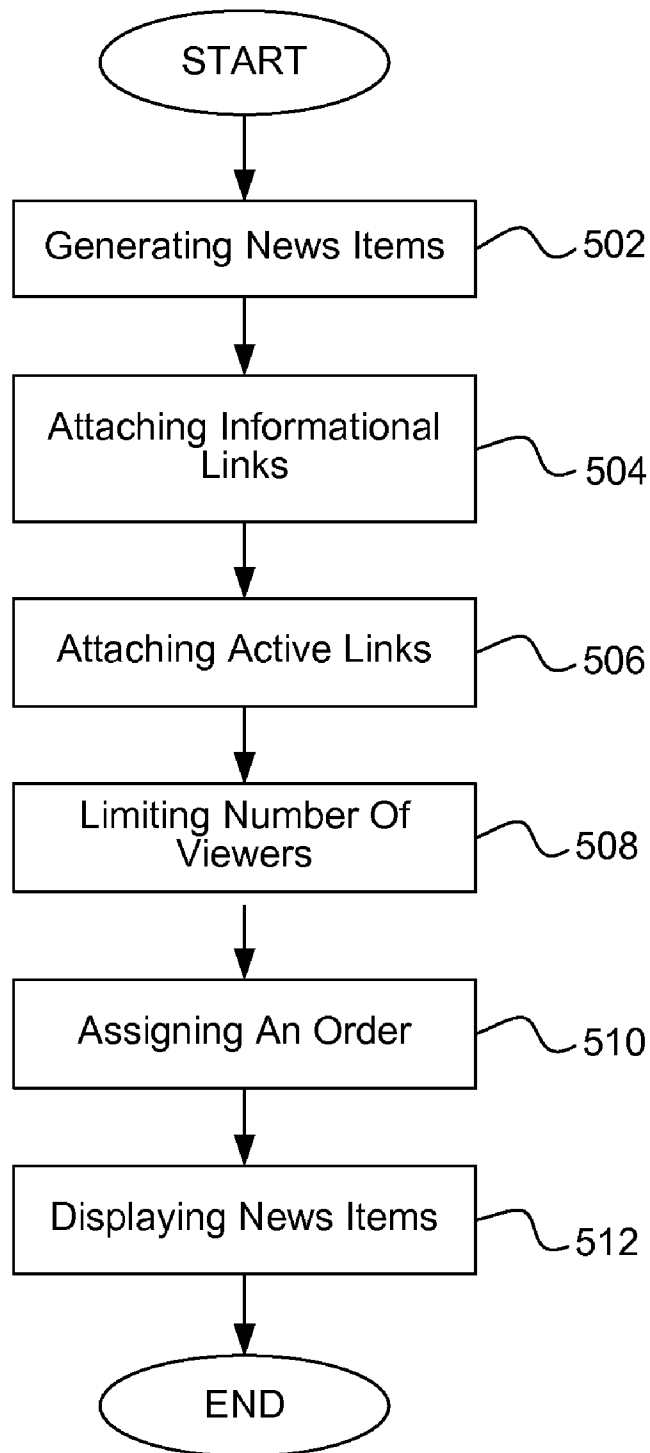 START
Generating News Items
502
Attaching Informational
Links
504
Attaching Active Links
506
Limiting Number Of
Viewers
508
Assigning An Order
510
Displaying News Items
512
END